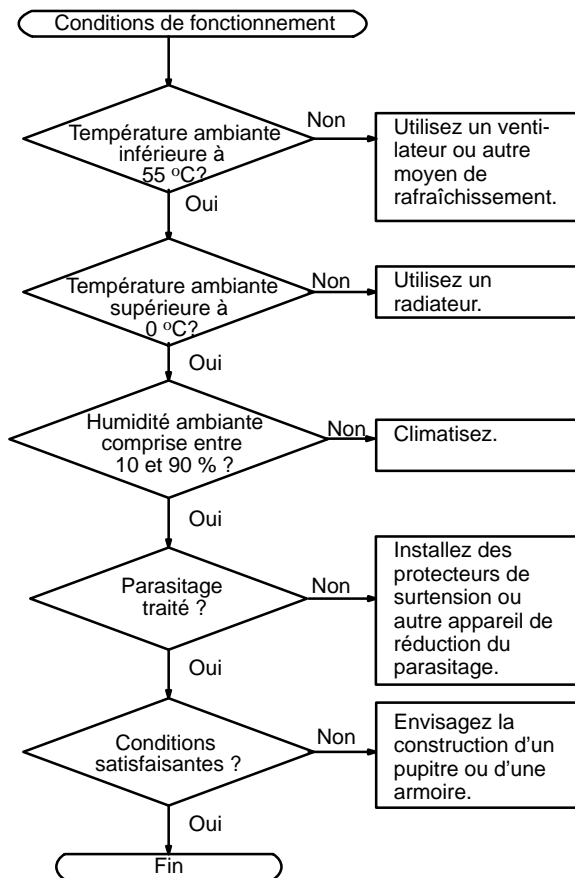 Conditions de fonctionnement
Température ambiante
inférieure à
55 °C?
Non
Utilisez un venti-
lateur ou autre
moyen de
rafraîchissement.
Oui
Température ambiante
supérieure à
0 °C?
Non
Utilisez un
radiateur.
Oui
Humidité ambiante
comprise entre
10 et 90 % ?
Non
Climatisez.
Oui
Parasitage
traité ?
Non
Installez des
protecteurs de
surtension ou
autre appareil de
réduction du
parasitage.
Oui
Conditions
satisfaisantes ?
Non
Envisagez la
construction d'un
pupitre ou d'une
armoire.
Oui
Fin